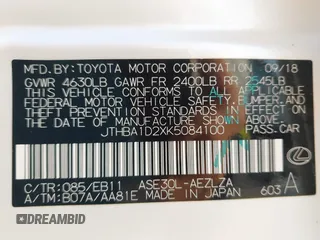 MFD.BY: TOYOTA MOTOR CORPORATION 09/18
GVWR 4630LB GAWR FR 2400LB RR 2545LB
THIS VEHICLE CONFORMS TO ALL APPLICABLE
FEDERAL MOTOR VEHICLE SAFETY, BUMPER, AND
THEFT PREVENTION STANDARDS IN EFFECT ON
THE DATE OF MANUFACTURE SHOWN ABOVE.
JTHBA1D2XK5084100 PASS.CAR
C/TR: 085/EB11 ASE30L-AEZLZA
A/TM: B07A/AA81E MADE IN JAPAN 603 A
© DREAMBID